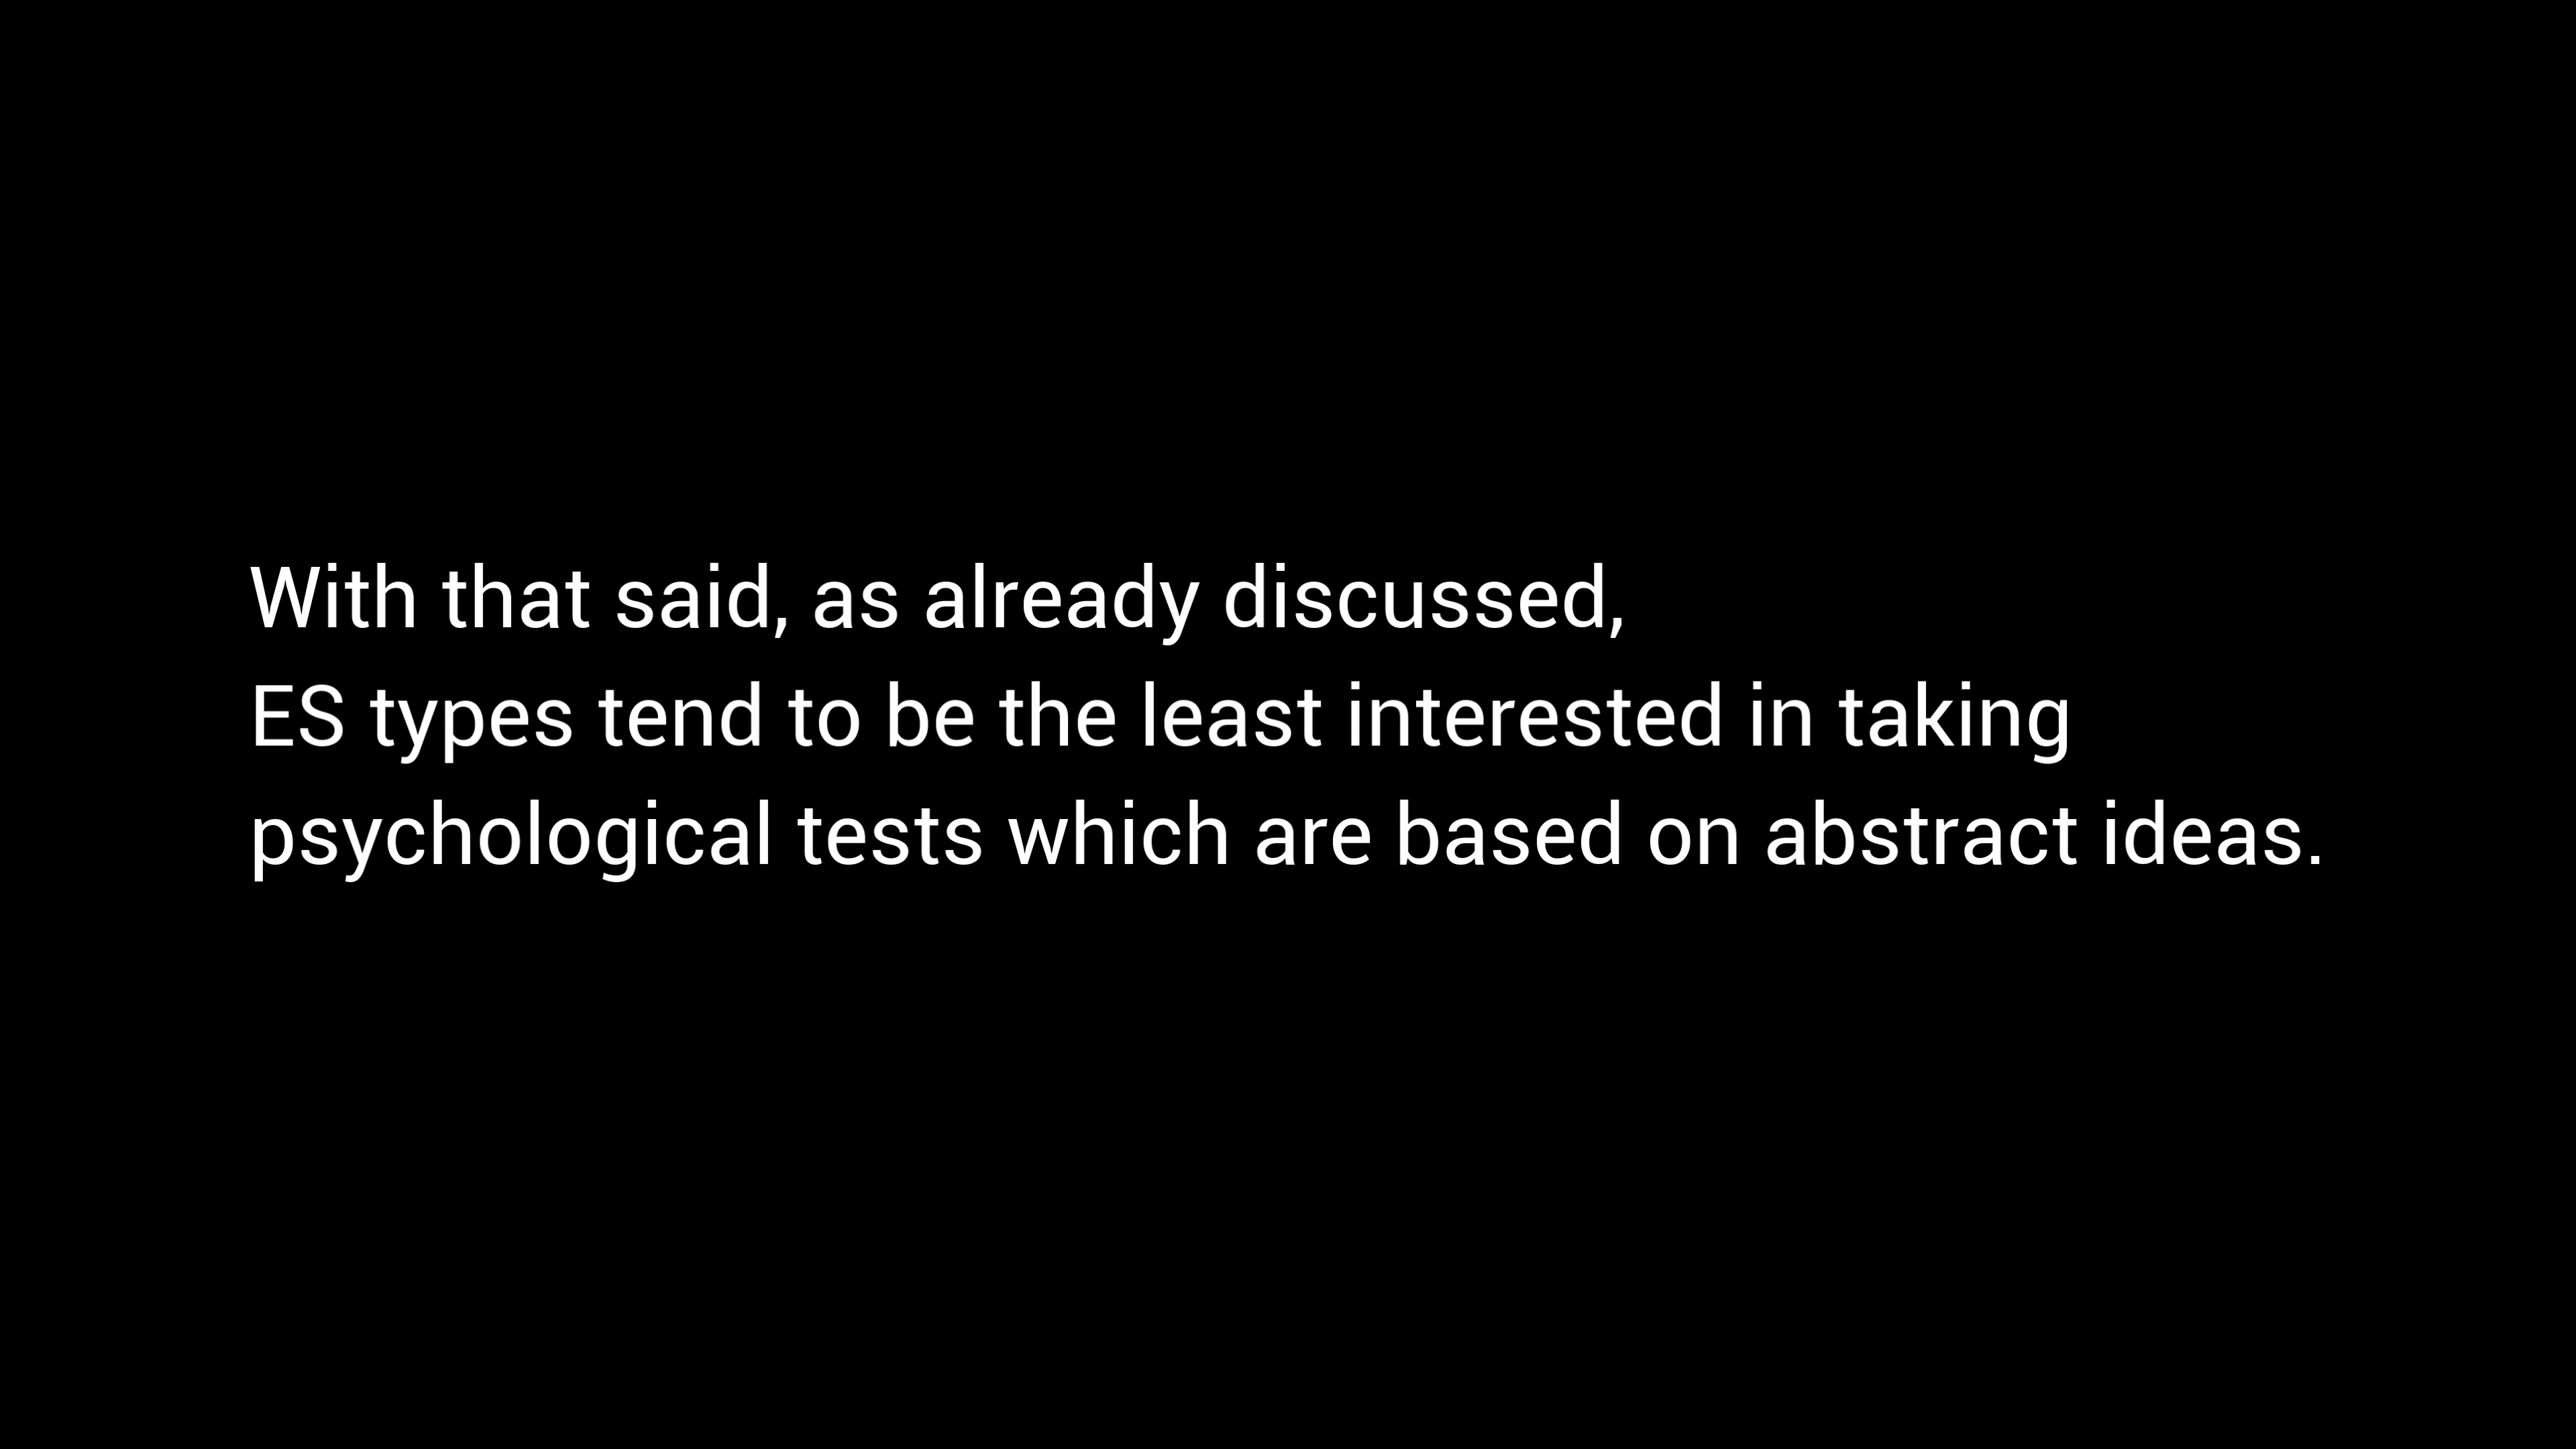 With that said, as already discussed,
ES types tend to be the least interested in taking
psychological tests which are based on abstract ideas.